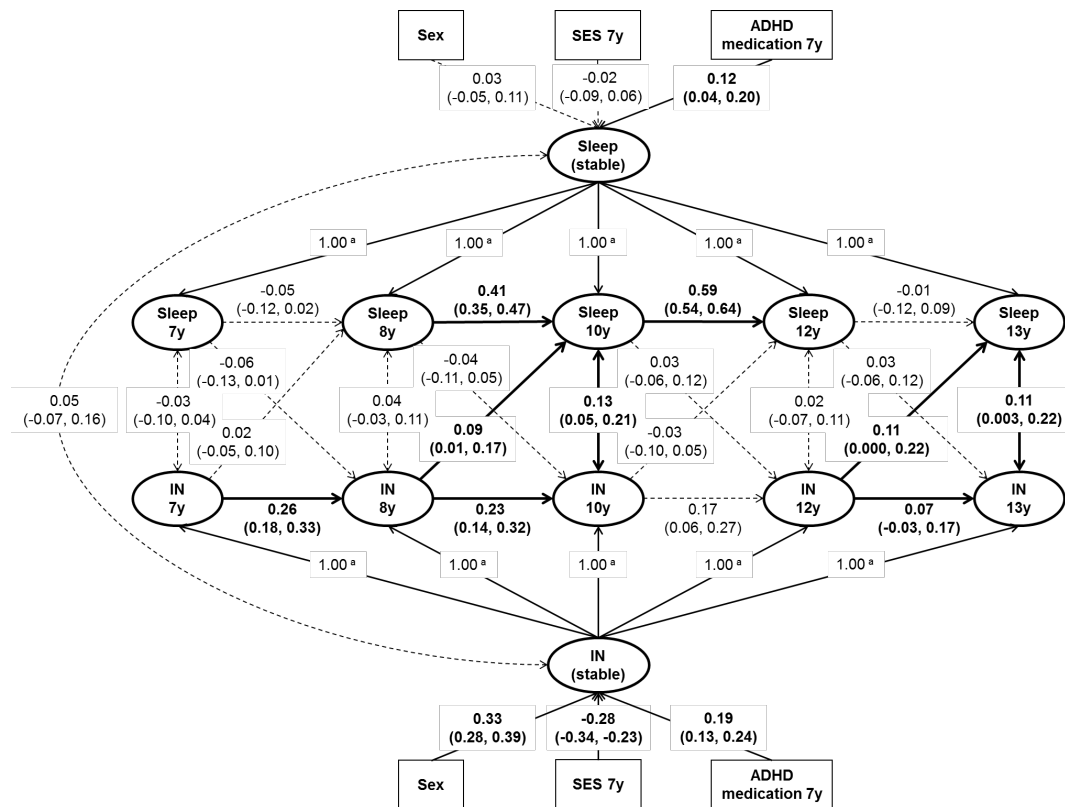 Sex
SES 7y
ADHD
medication 7y
0.03
(-0.05, 0.11)
-0.02
(-0.09, 0.06)
0.12
(0.04, 0.20)
Sleep
(stable)
1.00 a
1.00 a
1.00 a
1.00 a
1.00 a
Sleep
7y
-0.05
(-0.12, 0.02)
Sleep
8y
0.41
(0.35, 0.47)
Sleep
10y
0.59
(0.54, 0.64)
Sleep
12y
-0.01
(-0.12, 0.09)
Sleep
13y
0.05
(-0.07, 0.16)
-0.03
(-0.10, 0.04)
-0.06
(-0.13, 0.01)
0.02
(-0.05, 0.10)
0.04
(-0.03, 0.11)
-0.04
(-0.11, 0.05)
0.09
(0.01, 0.17)
0.13
(0.05, 0.21)
0.03
(-0.06, 0.12)
-0.03
(-0.10, 0.05)
0.02
(-0.07, 0.11)
0.03
(-0.06, 0.12)
0.11
(0.000, 0.22)
0.11
(0.003, 0.22)
IN
7y
0.26
(0.18, 0.33)
IN
8y
0.23
(0.14, 0.32)
IN
10y
0.17
(0.06, 0.27)
IN
12y
0.07
(-0.03, 0.17)
IN
13y
1.00 a
1.00 a
1.00 a
1.00 a
1.00 a
IN
(stable)
0.33
(0.28, 0.39)
-0.28
(-0.34, -0.23)
0.19
(0.13, 0.24)
Sex
SES 7y
ADHD
medication 7y